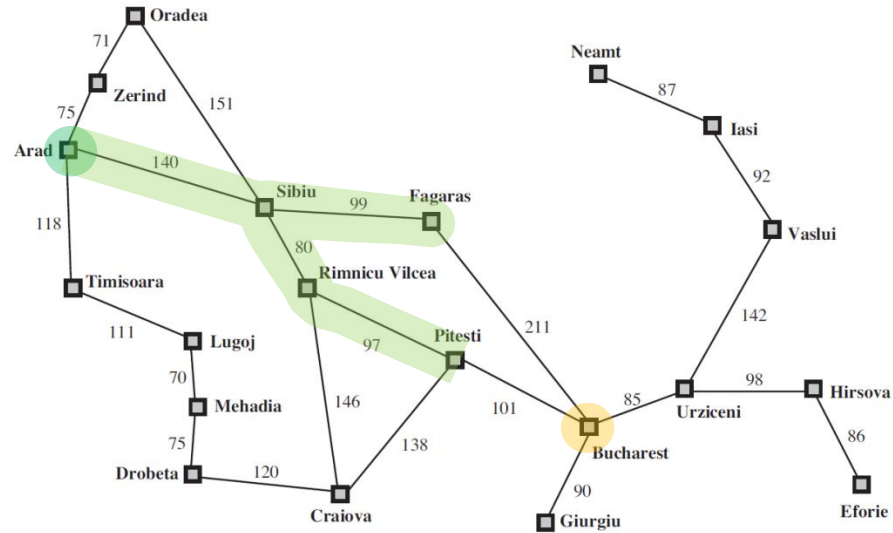 Oradea
71
Neamt
87
Zerind
151
75
Iasi
Arad
140
92
Sibiu
Fagaras
99
118
Vaslui
80
Timisoara
Rimnicu Vilcea
142
111
211
Lugoj
Pitesti
97
70
98
Hirsova
146
85
Mehadia
101
Urziceni
138
86
75
Bucharest
Drobeta
120
90
Craiova
Giurgiu
Eforie